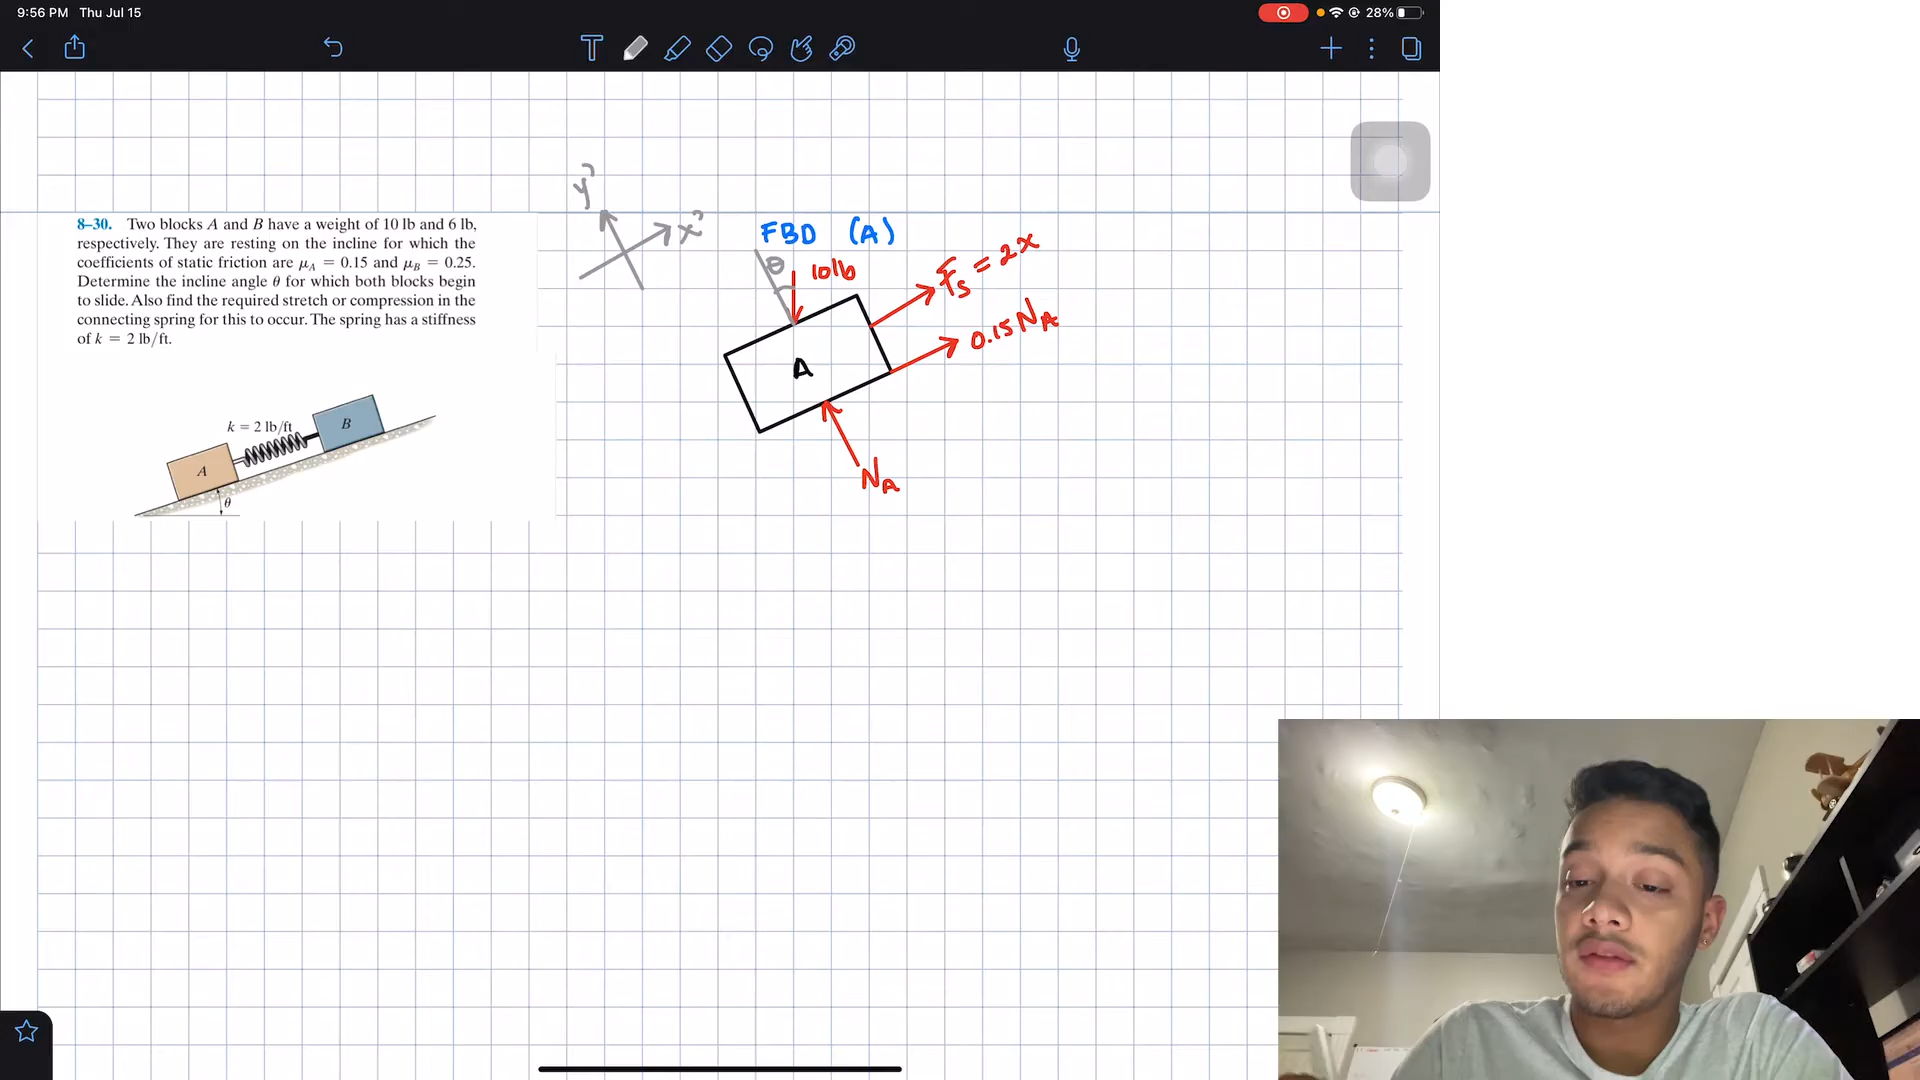 9:56 PM Thu Jul 15
28%
8–30. Two blocks A and B have a weight of 10 lb and 6 lb,
respectively. They are resting on the incline for which the
coefficients of static friction are μA = 0.15 and μB = 0.25.
Determine the incline angle θ for which both blocks begin
to slide. Also find the required stretch or compression in the
connecting spring for this to occur. The spring has a stiffness
of k = 2 lb/ft.
k = 2 lb/ft
B
A
θ
y'
x'
FBD (A)
θ
10lb
Fs = 2x
0.15NA
A
NA